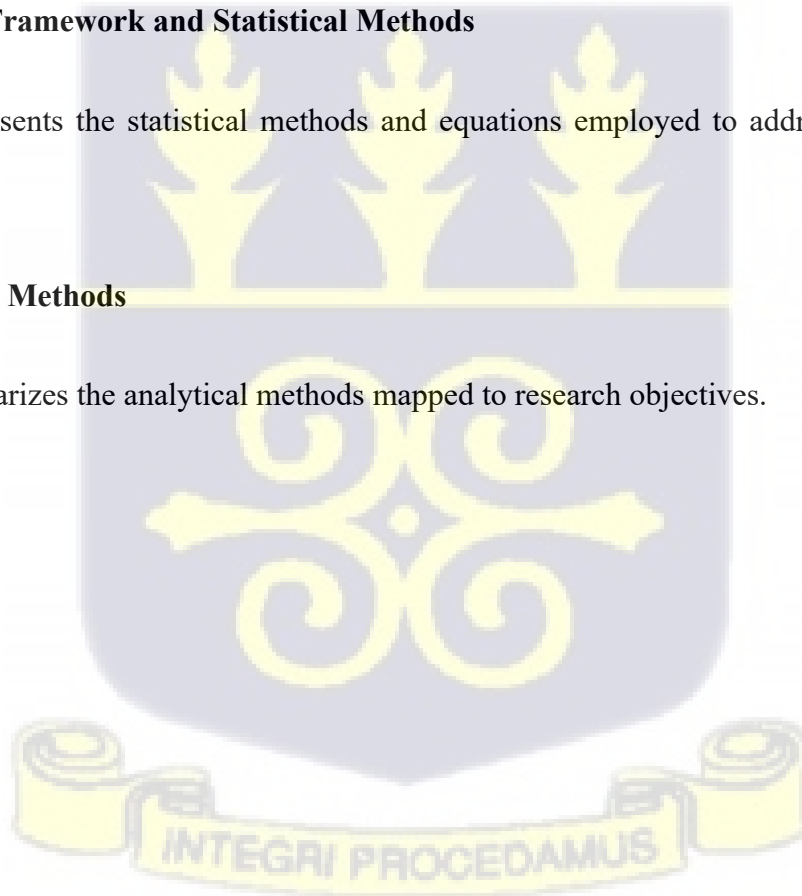 Framework and Statistical Methods
sents the statistical methods and equations employed to addr
Methods
arizes the analytical methods mapped to research objectives.
INTEGRI PROCEDAMUS